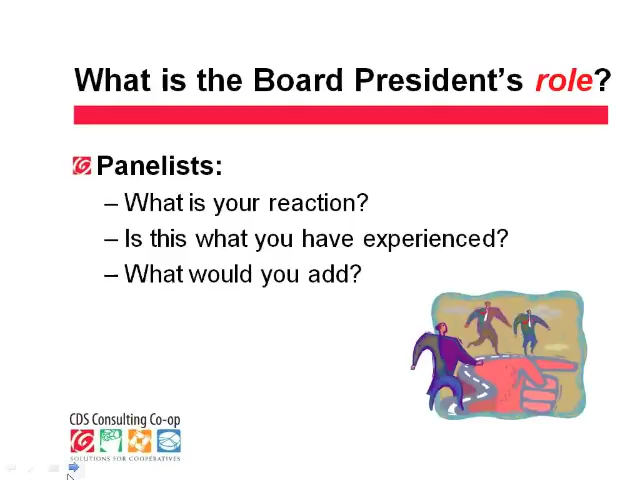 What is the Board President's role?
Panelists:
– What is your reaction?
– Is this what you have experienced?
– What would you add?
CDS Consulting Co-op
SOLUTIONS FOR COOPERATIVES